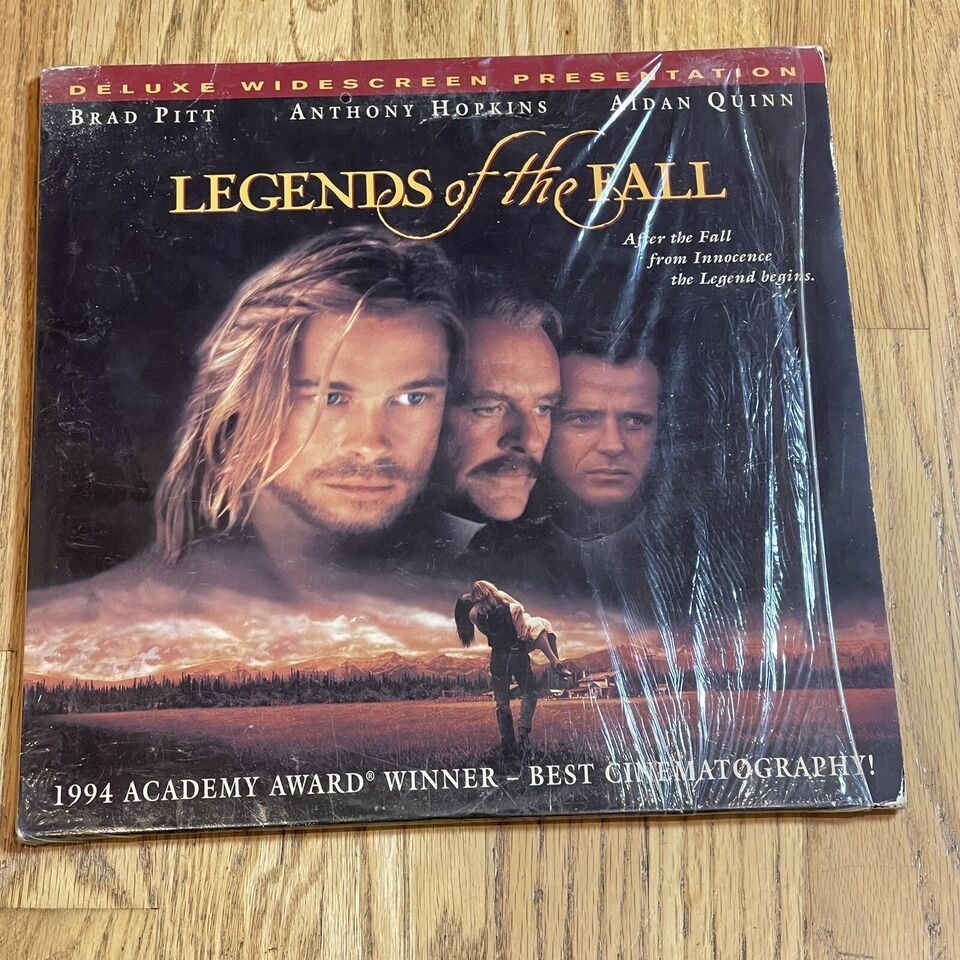 DELUXE WIDESCREEN PRESENTATION
BRAD PITT ANTHONY HOPKINS AIDAN QUINN
LEGENDS of the FALL
After the Fall
from Innocence
the Legend begins.
1994 ACADEMY AWARD® WINNER – BEST CINEMATOGRAPHY!